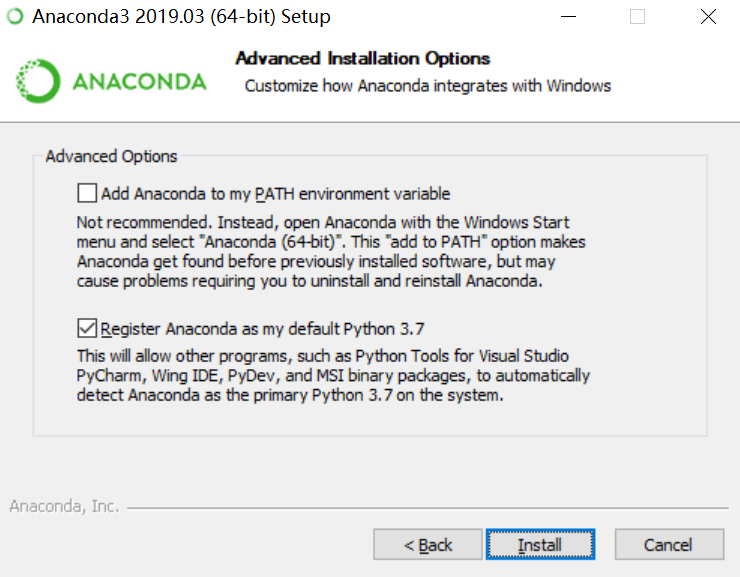 Anaconda3 2019.03 (64-bit) Setup
ANACONDA
Advanced Installation Options
Customize how Anaconda integrates with Windows
Advanced Options
Add Anaconda to my PATH environment variable
Not recommended. Instead, open Anaconda with the Windows Start
menu and select "Anaconda (64-bit)". This "add to PATH" option makes
Anaconda get found before previously installed software, but may
cause problems requiring you to uninstall and reinstall Anaconda.
Register Anaconda as my default Python 3.7
This will allow other programs, such as Python Tools for Visual Studio
PyCharm, Wing IDE, PyDev, and MSI binary packages, to automatically
detect Anaconda as the primary Python 3.7 on the system.
Anaconda, Inc.
< Back
Install
Cancel